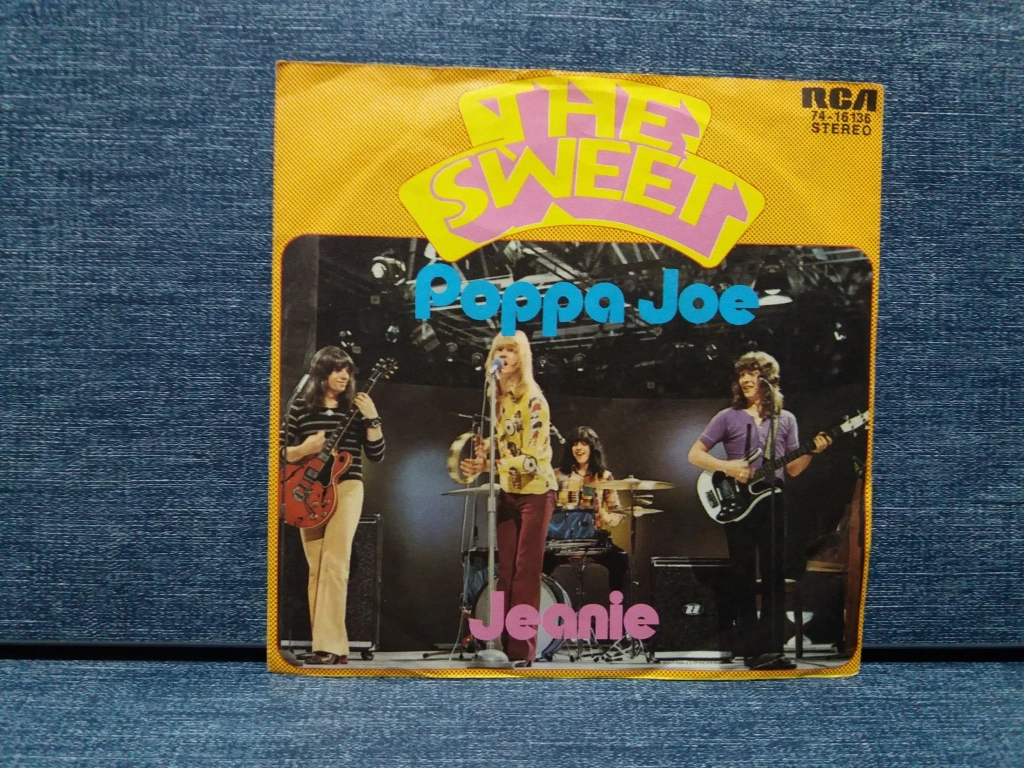 THE
SWEET
RCA
74-16136
STEREO
Poppa Joe
Jeanie